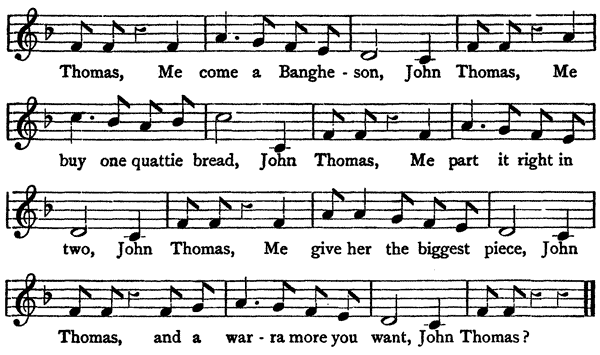 Thomas, Me come a Banghe - son, John Thomas, Me
buy one quattie bread, John Thomas, Me part it right in
two, John Thomas, Me give her the biggest piece, John
Thomas, and a war - ra more you want, John Thomas?